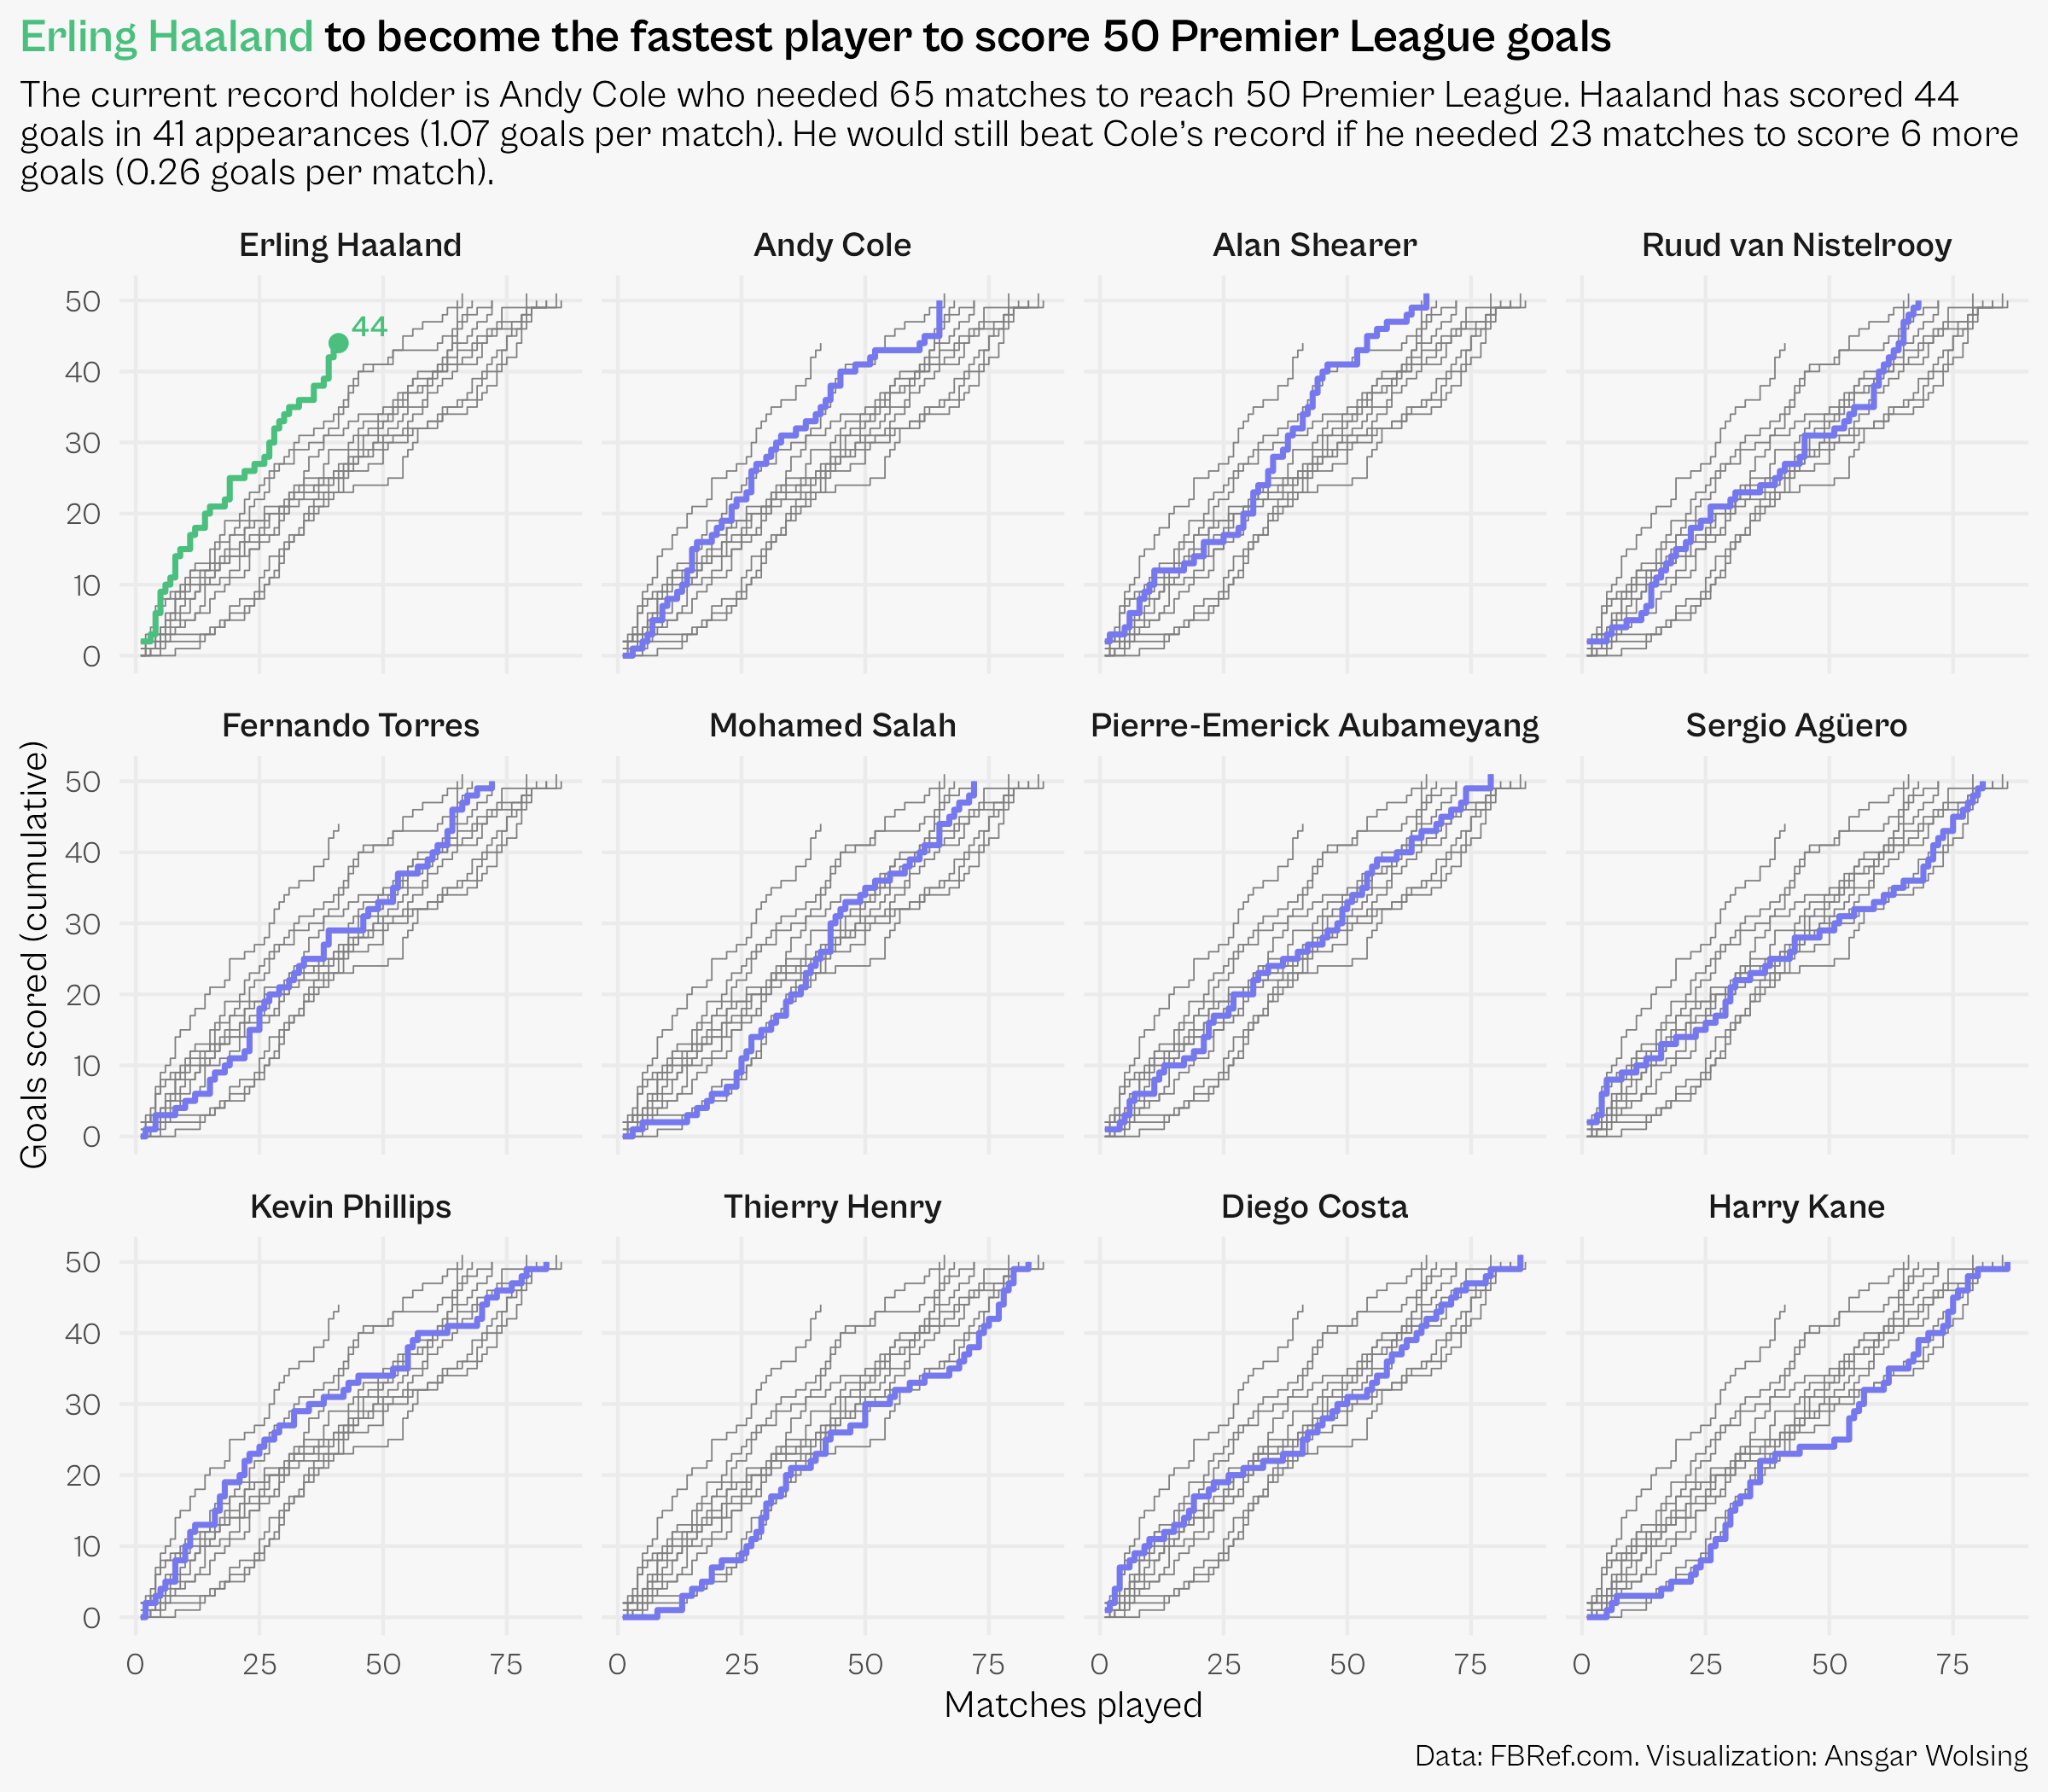 Erling Haaland to become the fastest player to score 50 Premier League goals
The current record holder is Andy Cole who needed 65 matches to reach 50 Premier League. Haaland has scored 44
goals in 41 appearances (1.07 goals per match). He would still beat Cole's record if he needed 23 matches to score 6 more
goals (0.26 goals per match).
Erling Haaland
Andy Cole
Alan Shearer
Ruud van Nistelrooy
50
40
30
20
10
0
44
Goals scored (cumulative)
Fernando Torres
Mohamed Salah
Pierre-Emerick Aubameyang
Sergio Agüero
50
40
30
20
10
0
Kevin Phillips
Thierry Henry
Diego Costa
Harry Kane
50
40
30
20
10
0
0 25 50 75
0 25 50 75
0 25 50 75
0 25 50 75
Matches played
Data: FBRef.com. Visualization: Ansgar Wolsing